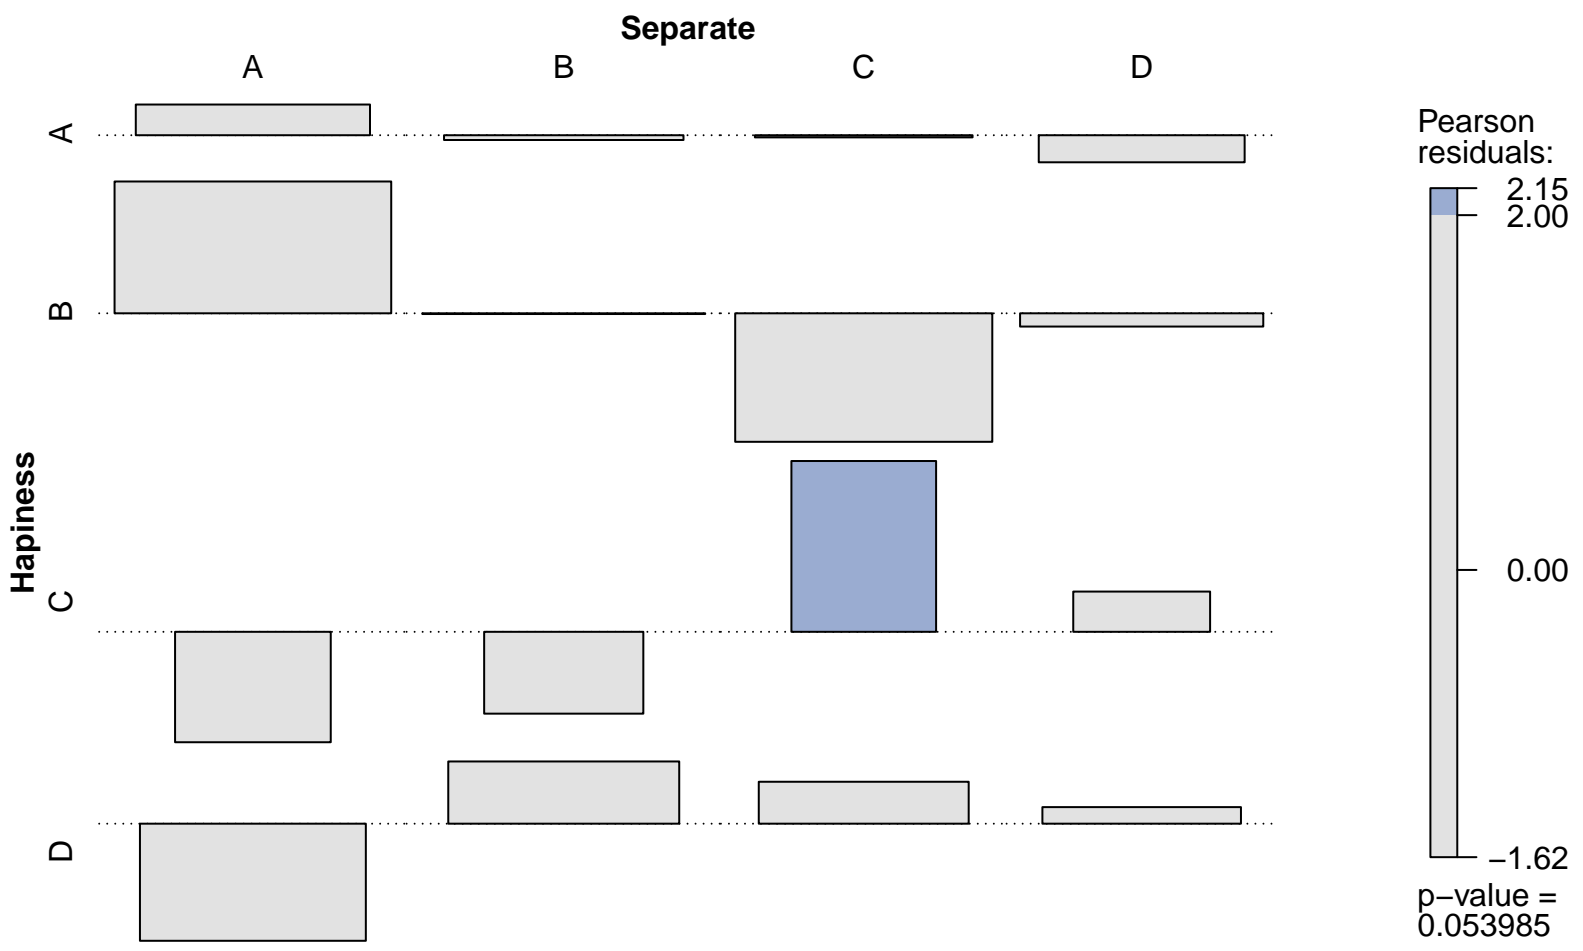 Separate
A B C D
A
B
Hapiness
C
D
Pearson
residuals:
2.15
2.00
0.00
−1.62
p−value =
0.053985